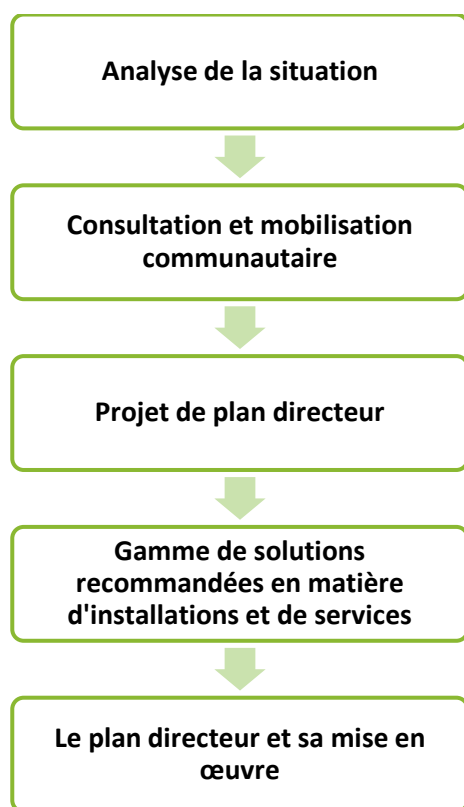 Analyse de la situation
Consultation et mobilisation
communautaire
Projet de plan directeur
Gamme de solutions
recommandées en matière
d'installations et de services
Le plan directeur et sa mise en
œuvre